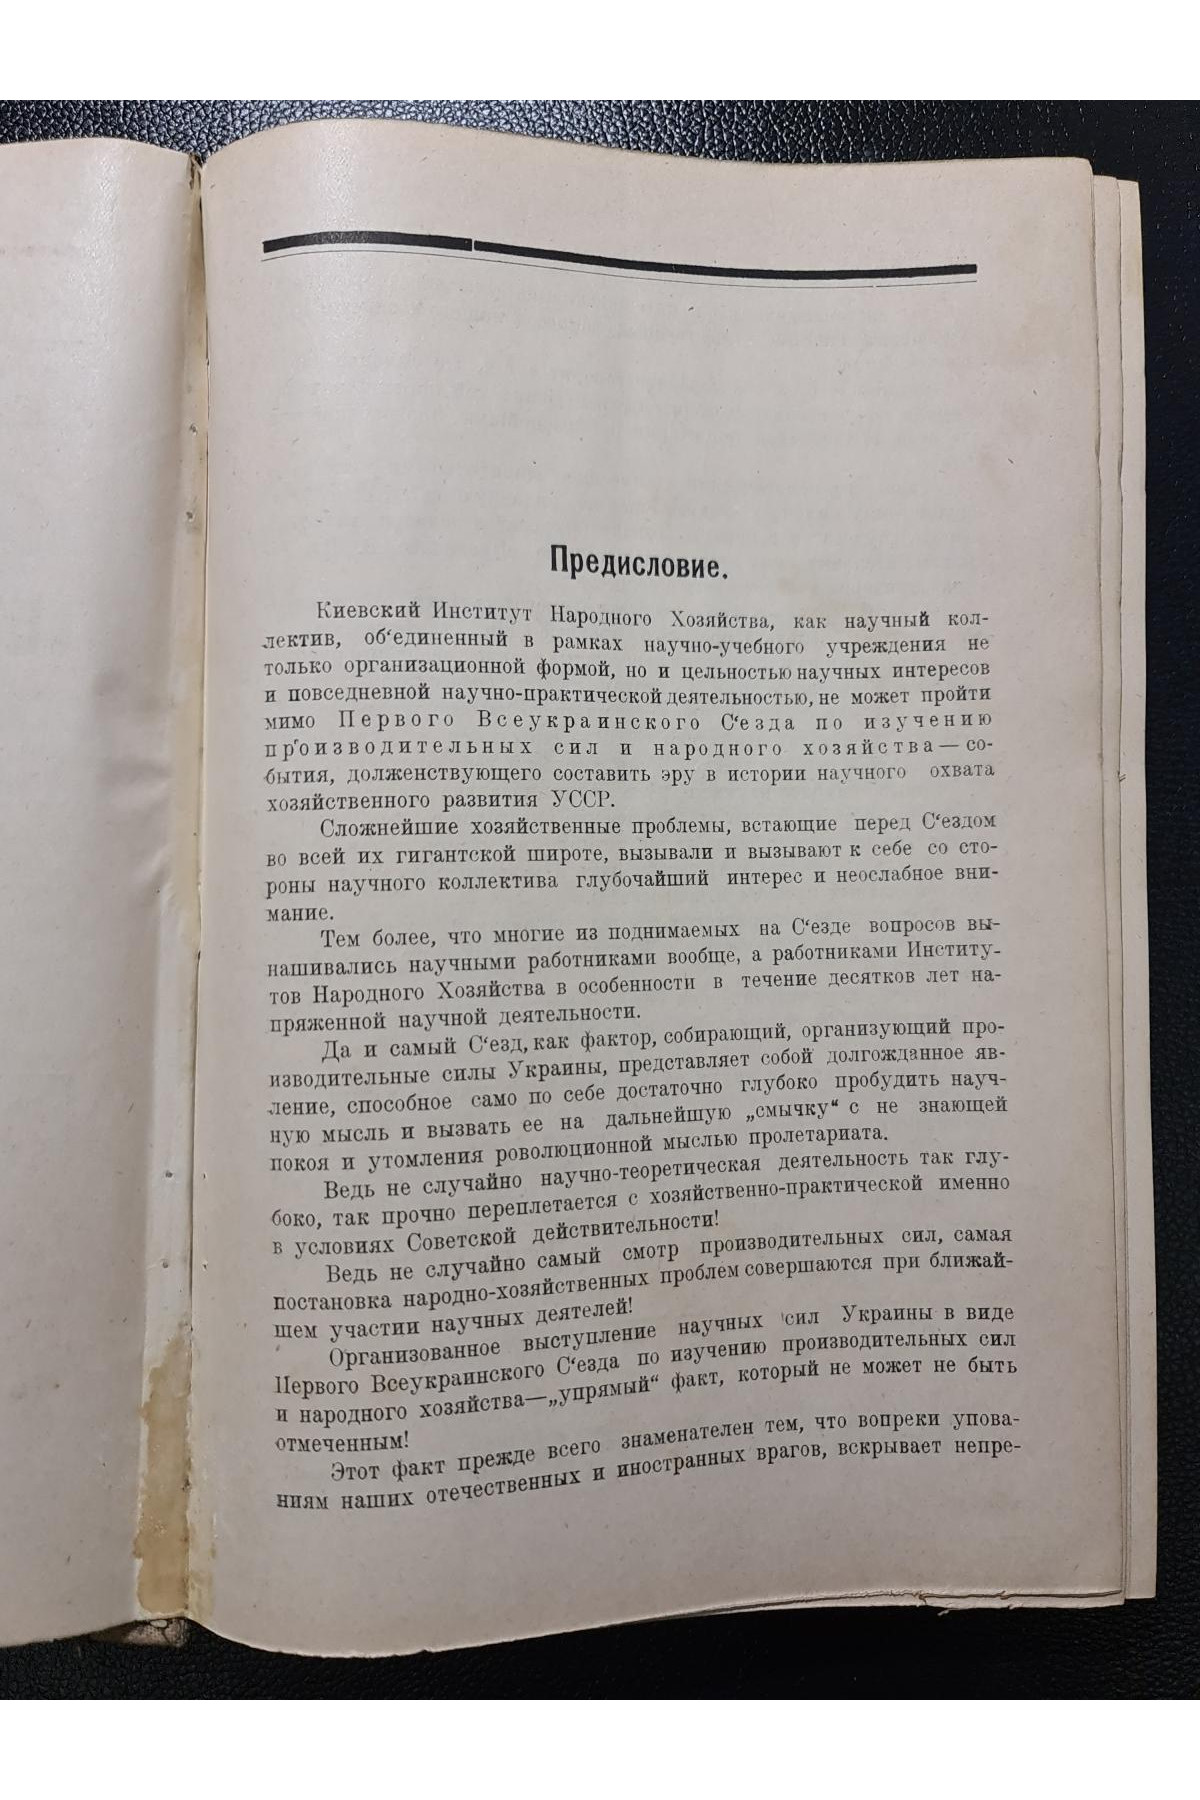 Предисловие.
Киевский Институт Народного Хозяйства, как научный кол-
лектив, об‘единенный в рамках научно-учебного учреждения не
только организационной формой, но и цельностью научных интересов
и повседневной научно-практической деятельностью, не может пройти
мимо Первого Всеукраинского С‘езда по изучению
производительных сил и народного хозяйства — со-
бытия, долженствующего составить эру в истории научного охвата
хозяйственного развития УССР.
Сложнейшие хозяйственные проблемы, встающие перед С‘ездом
во всей их гигантской широте, вызывали и вызывают к себе со сто-
роны научного коллектива глубочайший интерес и неослабное вни-
мание.
Тем более, что многие из поднимаемых на С‘езде вопросов вы-
нашивались научными работниками вообще, а работниками Институ-
тов Народного Хозяйства в особенности в течение десятков лет на-
пряженной научной деятельности.
Да и самый С‘езд, как фактор, собирающий, организующий про-
изводительные силы Украины, представляет собой долгожданное яв-
ление, способное само по себе достаточно глубоко пробудить науч-
ную мысль и вызвать ее на дальнейшую „смычку“ с не знающей
покоя и утомления роволюционной мыслью пролетариата.
Ведь не случайно научно-теоретическая деятельность так глу-
боко, так прочно переплетается с хозяйственно-практической именно
в условиях Советской действительности!
Ведь не случайно самый смотр производительных сил, самая
постановка народно-хозяйственных проблем совершаются при ближай-
шем участии научных деятелей!
Организованное выступление научных сил Украины в виде
Первого Всеукраинского С‘езда по изучению производительных сил
и народного хозяйства—„упрямый“ факт, который не может не быть
отмеченным!
Этот факт прежде всего знаменателен тем, что вопреки упова-
ниям наших отечественных и иностранных врагов, вскрывает непре-